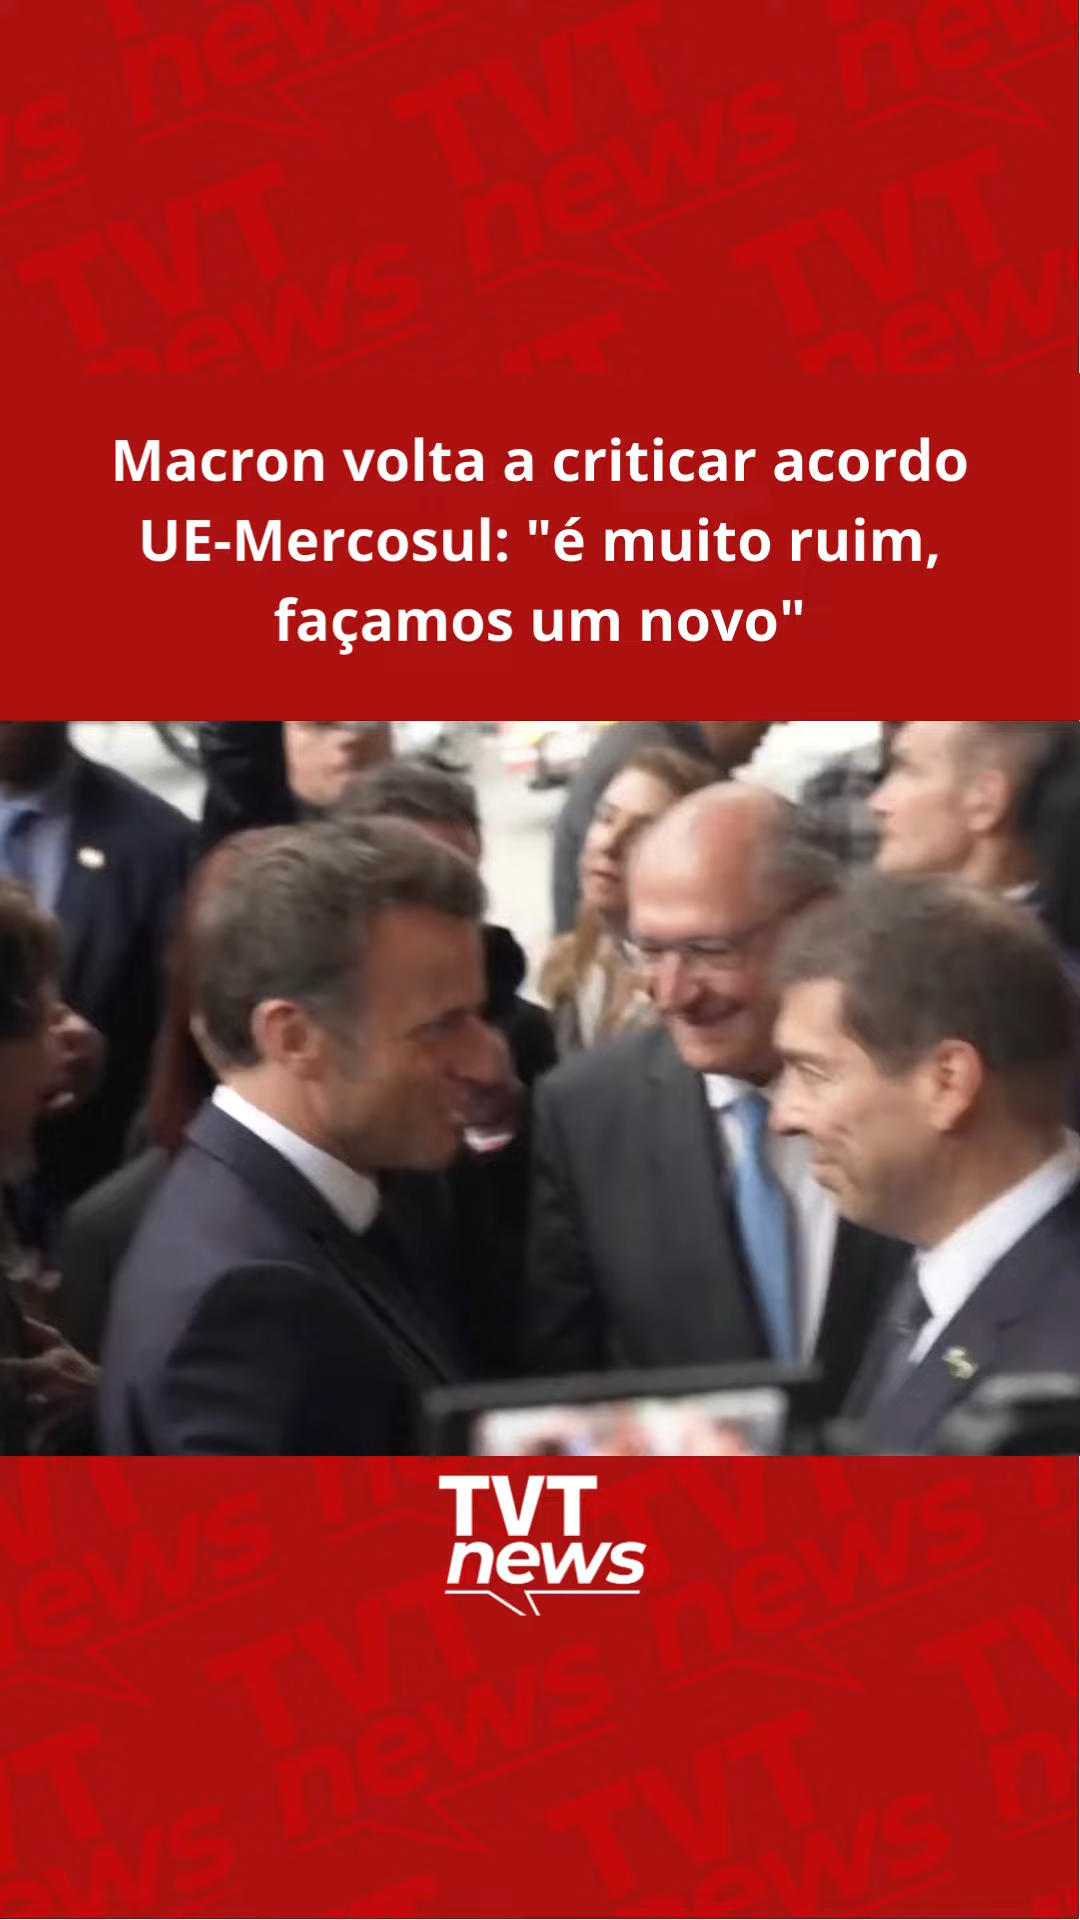 Macron volta a criticar acordo
UE-Mercosul: "é muito ruim,
façamos um novo"
TVT
news